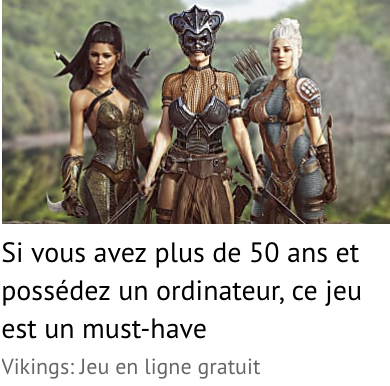 Si vous avez plus de 50 ans et
possédez un ordinateur, ce jeu
est un must-have
Vikings: Jeu en ligne gratuit